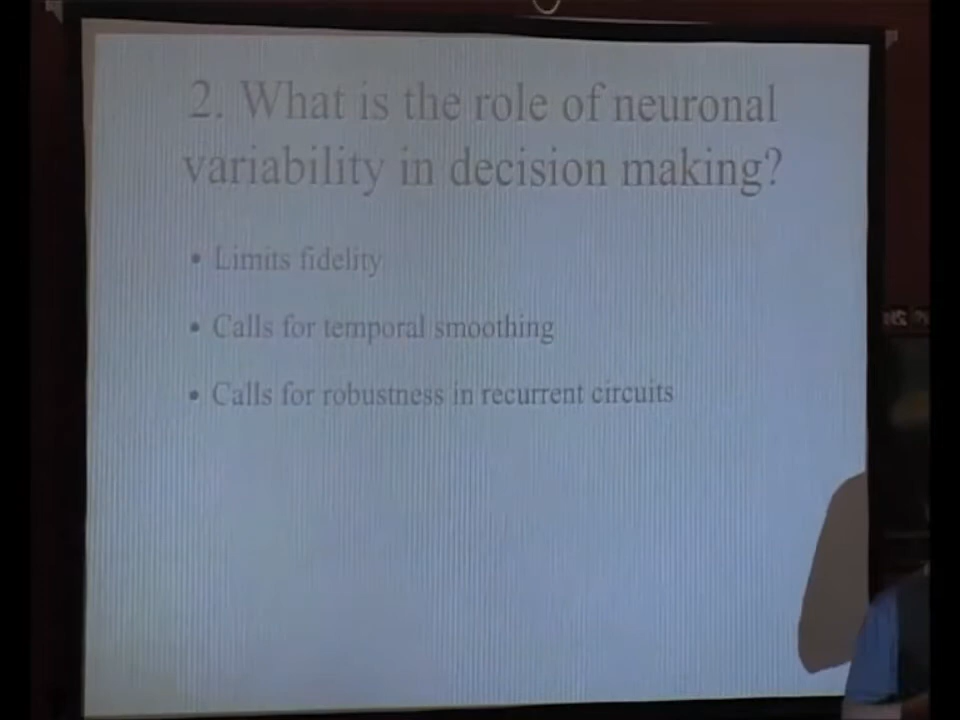 2. What is the role of neuronal
variability in decision making?
• Limits fidelity
• Calls for temporal smoothing
• Calls for robustness in recurrent circuits